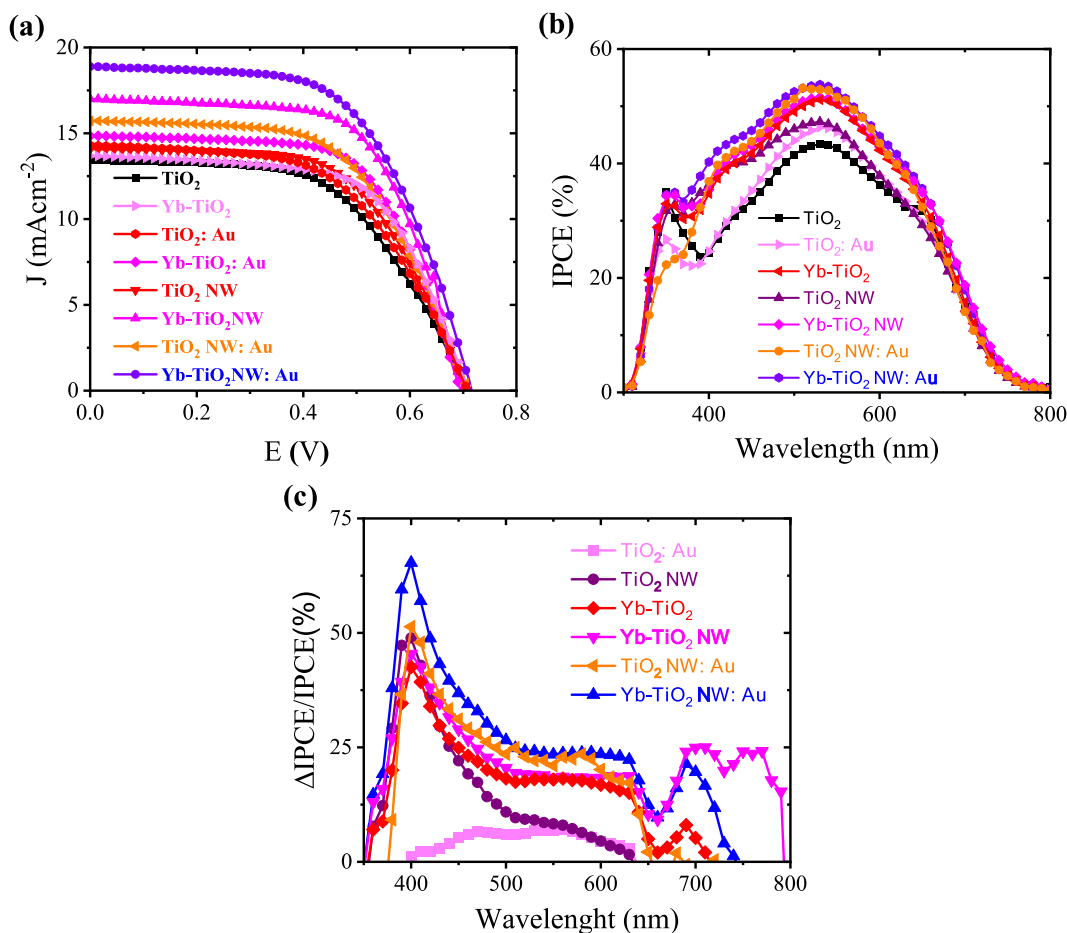 (a)
20
15
10
5
0
0.0 0.2 0.4 0.6 0.8
J (mAcm⁻²)
E (V)
TiO₂
Yb-TiO₂
TiO₂: Au
Yb-TiO₂: Au
TiO₂ NW
Yb-TiO₂NW
TiO₂ NW: Au
Yb-TiO₂NW: Au
(b)
60
40
20
0
400 600 800
IPCE (%)
Wavelength (nm)
TiO₂
TiO₂: Au
Yb-TiO₂
TiO₂ NW
Yb-TiO₂ NW
TiO₂ NW: Au
Yb-TiO₂ NW: Au
(c)
75
50
25
0
400 500 600 700 800
ΔIPCE/IPCE(%)
Wavelenght (nm)
TiO₂: Au
TiO₂ NW
Yb-TiO₂
Yb-TiO₂ NW
TiO₂ NW: Au
Yb-TiO₂ NW: Au